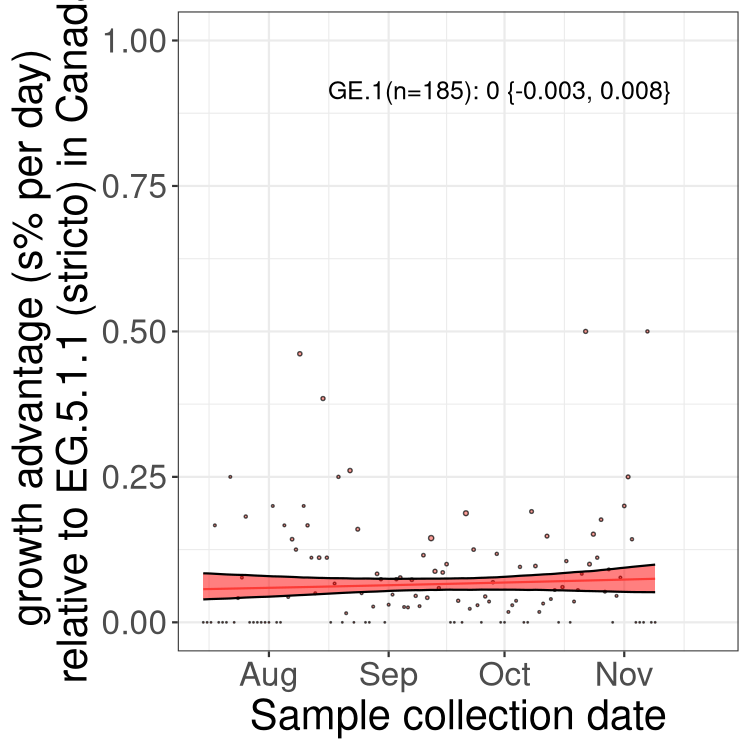 growth advantage (s% per day)
relative to EG.5.1.1 (stricto) in Canada
1.00
0.75
0.50
0.25
0.00
GE.1(n=185): 0 {-0.003, 0.008}
Aug Sep Oct Nov
Sample collection date